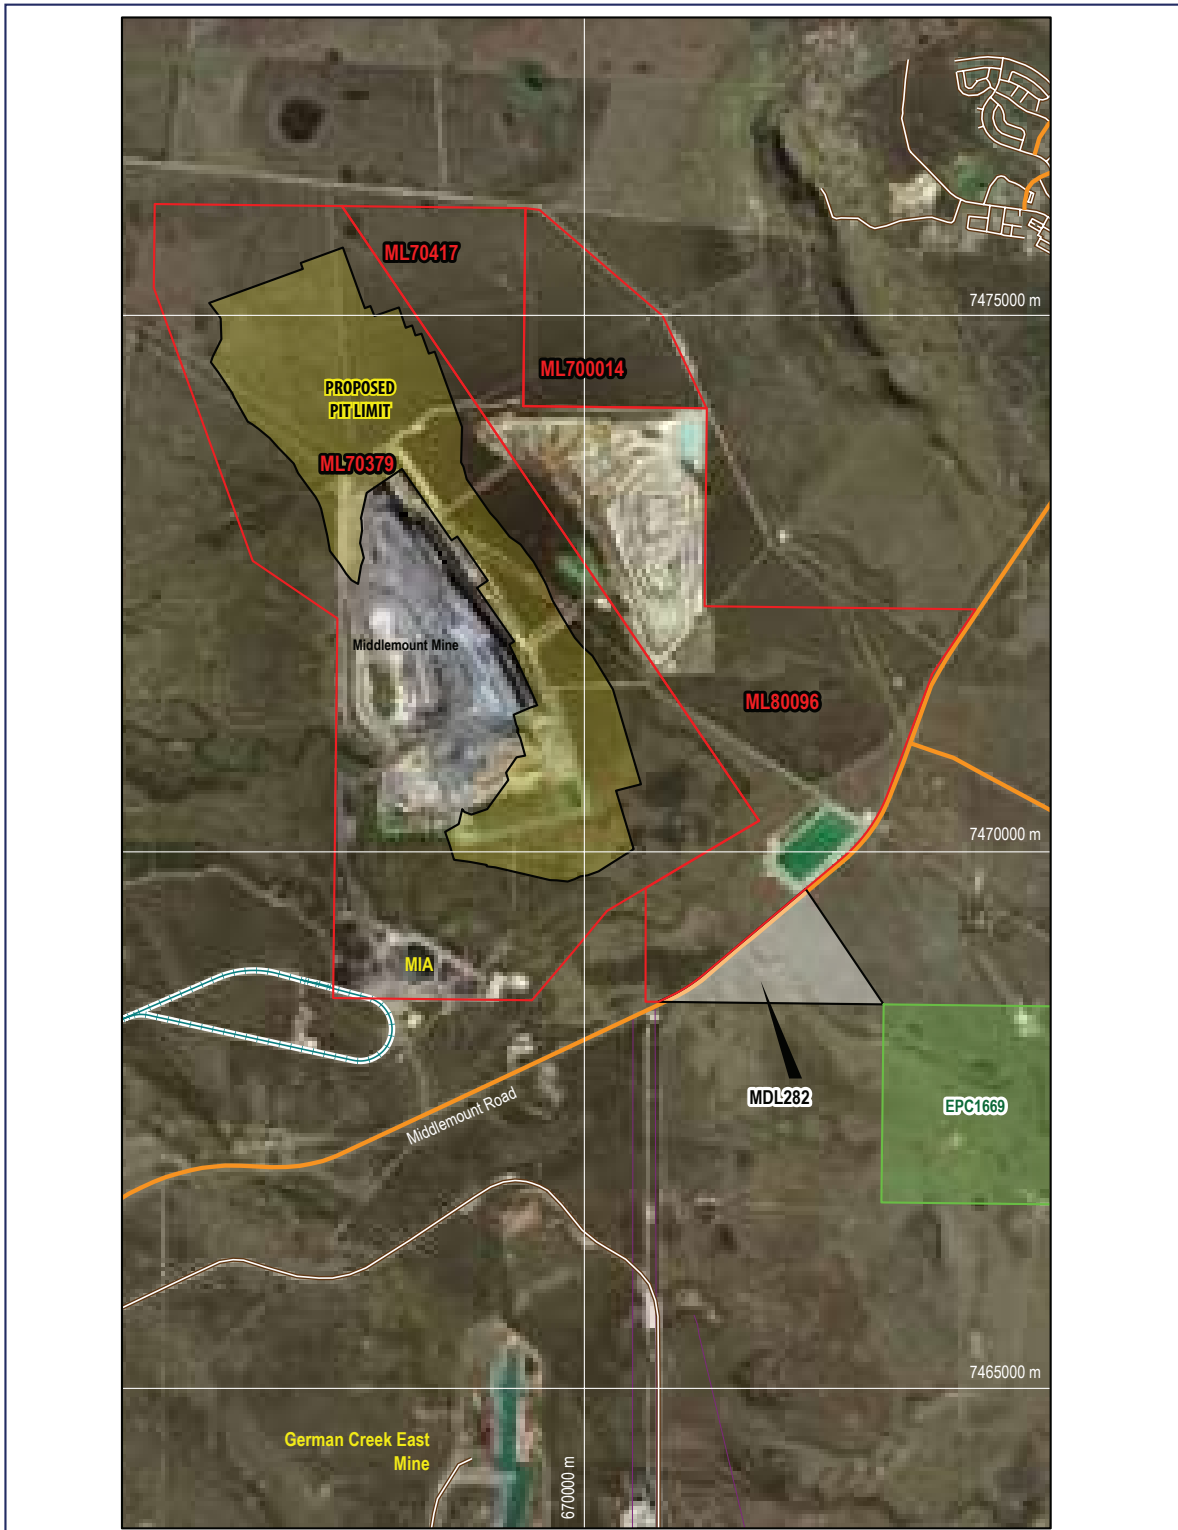 ML70417
7475000 m
ML700014
PROPOSED
PIT LIMIT
ML70379
Middlemount Mine
ML80096
7470000 m
MIA
MDL282
EPC1669
Middlemount Road
7465000 m
German Creek East
Mine
670000 m